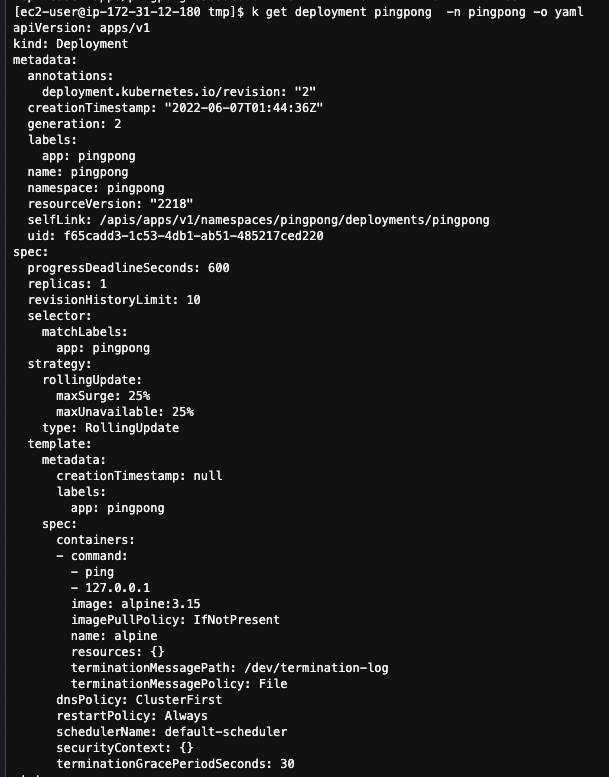 [ec2-user@ip-172-31-12-180 tmp]$ k get deployment pingpong  -n pingpong -o yaml
apiVersion: apps/v1
kind: Deployment
metadata:
  annotations:
    deployment.kubernetes.io/revision: "2"
  creationTimestamp: "2022-06-07T01:44:36Z"
  generation: 2
  labels:
    app: pingpong
  name: pingpong
  namespace: pingpong
  resourceVersion: "2218"
  selfLink: /apis/apps/v1/namespaces/pingpong/deployments/pingpong
  uid: f65cadd3-1c53-4db1-ab51-485217ced220
spec:
  progressDeadlineSeconds: 600
  replicas: 1
  revisionHistoryLimit: 10
  selector:
    matchLabels:
      app: pingpong
  strategy:
    rollingUpdate:
      maxSurge: 25%
      maxUnavailable: 25%
    type: RollingUpdate
  template:
    metadata:
      creationTimestamp: null
      labels:
        app: pingpong
    spec:
      containers:
      - command:
        - ping
        - 127.0.0.1
        image: alpine:3.15
        imagePullPolicy: IfNotPresent
        name: alpine
        resources: {}
        terminationMessagePath: /dev/termination-log
        terminationMessagePolicy: File
      dnsPolicy: ClusterFirst
      restartPolicy: Always
      schedulerName: default-scheduler
      securityContext: {}
      terminationGracePeriodSeconds: 30